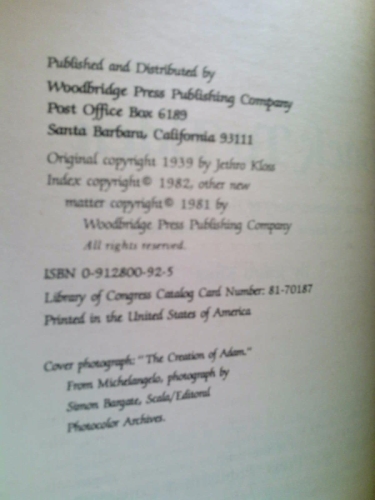 Published and Distributed by
Woodbridge Press Publishing Company
Post Office Box 6189
Santa Barbara, California 93111
Original copyright 1939 by Jethro Kloss
Index copyright© 1982, other new
matter copyright© 1981 by
Woodbridge Press Publishing Company
All rights reserved.
ISBN 0-912800-92-5
Library of Congress Catalog Card Number: 81-70187
Printed in the United States of America
Cover photograph: "The Creation of Adam."
From Michelangelo, photograph by
Simon Bargate, Scala/Editorial
Photocolor Archives.